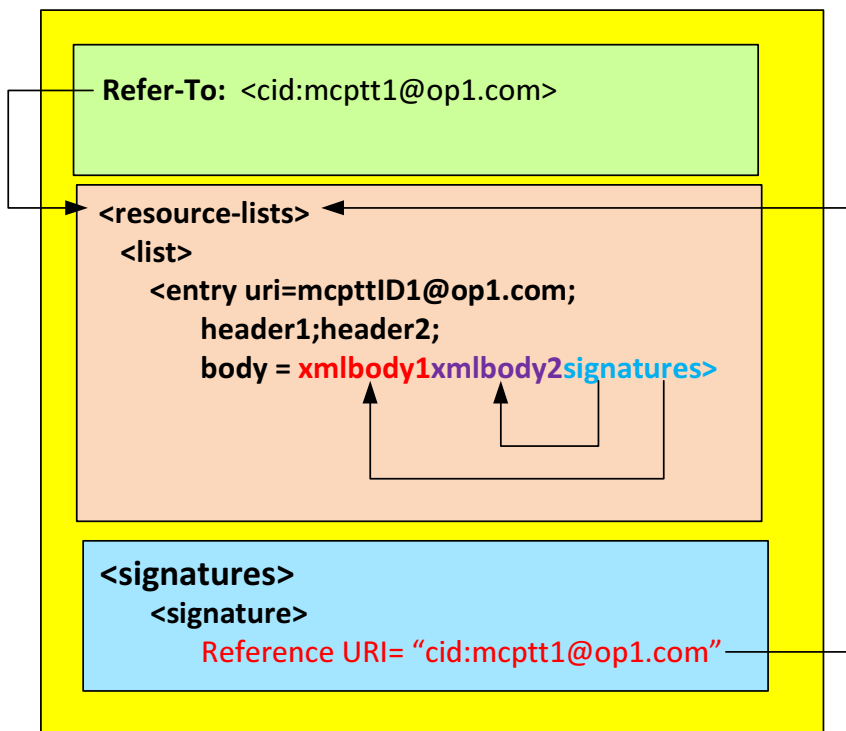 Refer-To: <cid:mcptt1@op1.com>
<resource-lists>
<list>
<entry uri=mcpttID1@op1.com;
header1;header2;
body = xmlbody1xmlbody2signatures>
<signatures>
<signature>
Reference URI= “cid:mcptt1@op1.com”